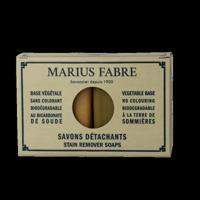 MARIUS FABRE
Savonnier depuis 1900
BASE VÉGÉTALE
SANS COLORANT
BIODÉGRADABLE
AU BICARBONATE
DE SOUDE
VEGETABLE BASE
NO COLOURING
BIODEGRADABLE
À LA TERRE DE
SOMMIÈRES
SAVONS DÉTACHANTS
STAIN REMOVER SOAPS